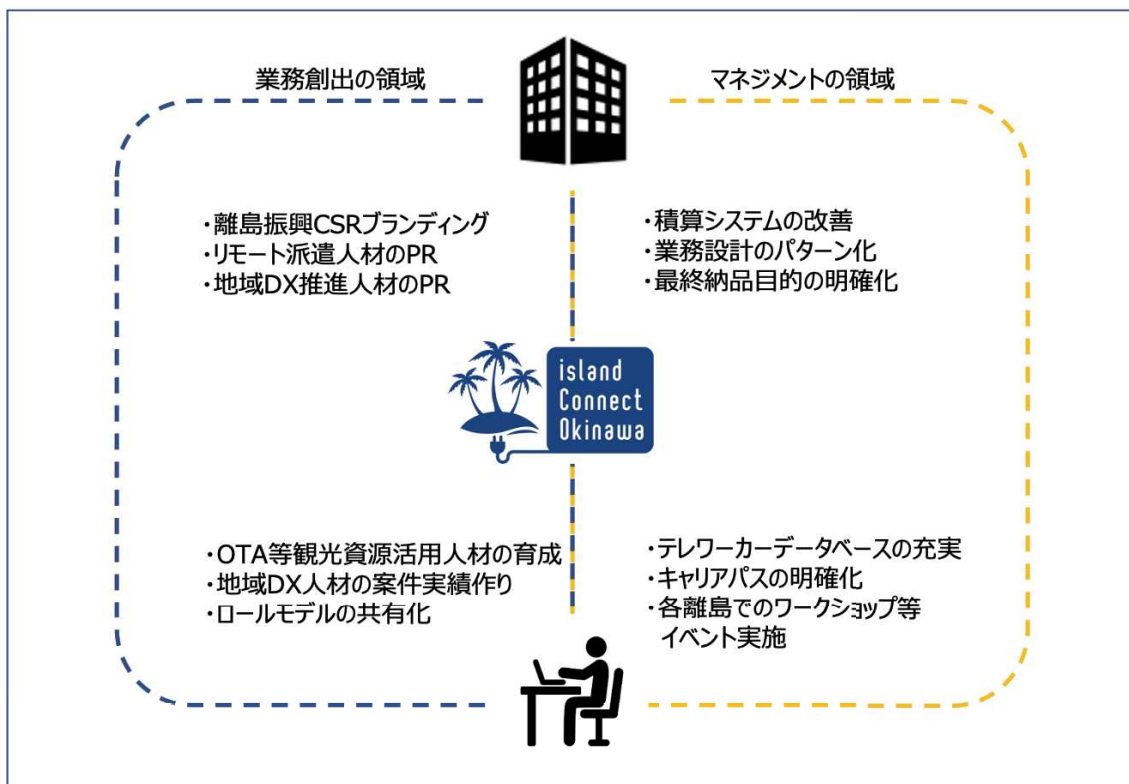 業務創出の領域
マネジメントの領域
・離島振興CSRブランディング
・リモート派遣人材のPR
・地域DX推進人材のPR
・積算システムの改善
・業務設計のパターン化
・最終納品目的の明確化
island
Connect
Okinawa
・OTA等観光資源活用人材の育成
・地域DX人材の案件実績作り
・ロールモデルの共有化
・テレワーカーデータベースの充実
・キャリアパスの明確化
・各離島でのワークショップ等
イベント実施